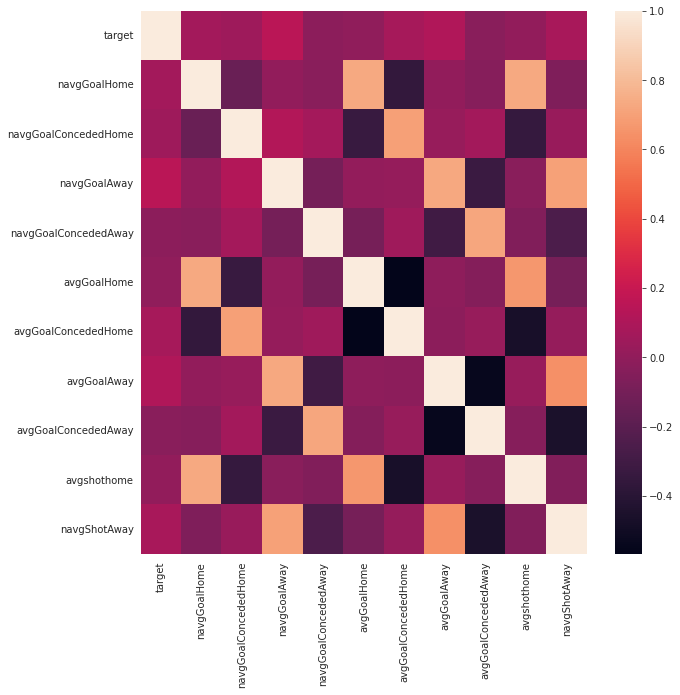 target
navgGoalHome
navgGoalConcededHome
navgGoalAway
navgGoalConcededAway
avgGoalHome
avgGoalConcededHome
avgGoalAway
avgGoalConcededAway
avgshothome
navgShotAway
target
navgGoalHome
navgGoalConcededHome
navgGoalAway
navgGoalConcededAway
avgGoalHome
avgGoalConcededHome
avgGoalAway
avgGoalConcededAway
avgshothome
navgShotAway
1.0
0.8
0.6
0.4
0.2
0.0
−0.2
−0.4